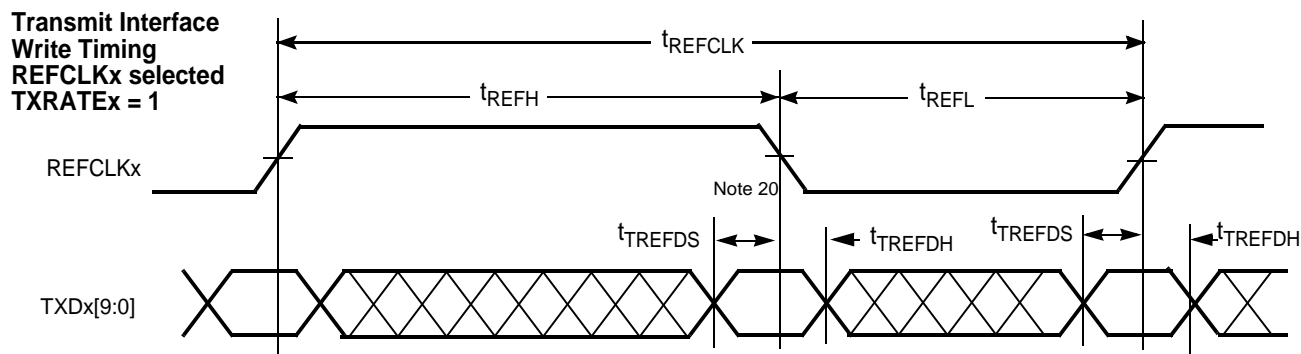 Transmit Interface
Write Timing
REFCLKx selected
TXRATEx = 1
tREFCLK
tREFH
tREFL
REFCLKx
Note 20
tTREFDS
tTREFDH
tTREFDS
tTREFDH
TXDx[9:0]